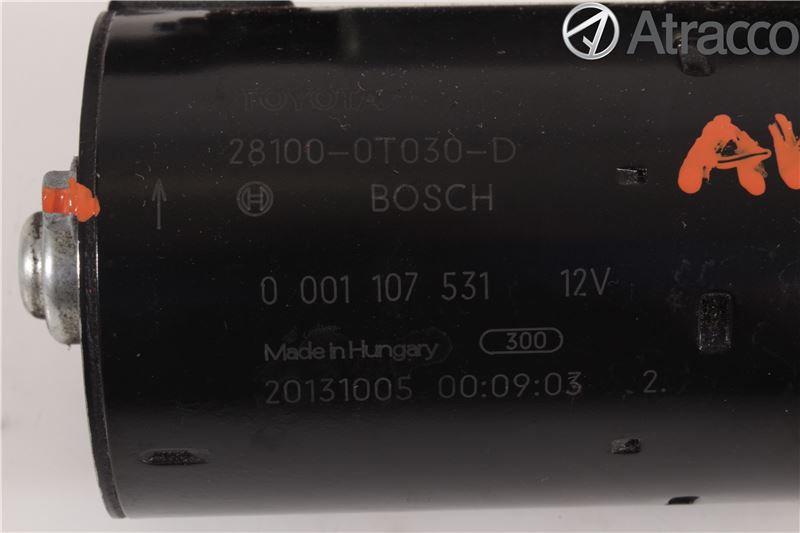 Atracco
TOYOTA
28100-0T030-D
BOSCH
0 001 107 531 12V
Made in Hungary 300
20131005 00:09:03 2.